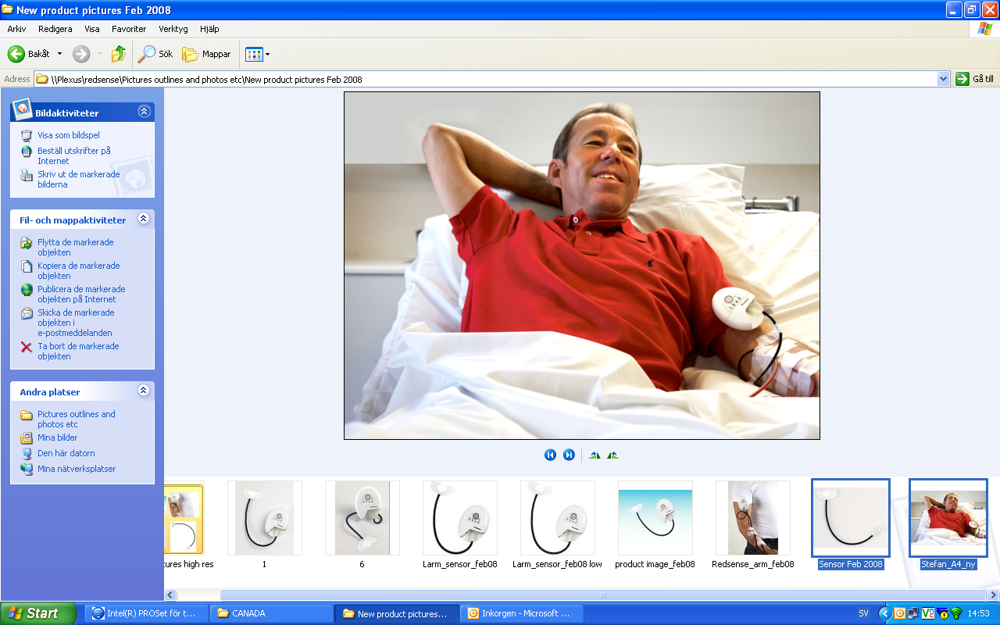 New product pictures Feb 2008
Arkiv Redigera Visa Favoriter Verktyg Hjälp
Bakåt Sök Mappar
Adress \\Plexus\redsense\Pictures outlines and photos etc\New product pictures Feb 2008 Gå till
Bildaktiviteter
Visa som bildspel
Beställ utskrifter på
Internet
Skriv ut de markerade
bilderna
Fil- och mappaktiviteter
Flytta de markerade
objekten
Kopiera de markerade
objekten
Publicera de markerade
objekten på Internet
Skicka de markerade
objekten i
e-postmeddelanden
Ta bort de markerade
objekten
Andra platser
Pictures outlines and
photos etc
Mina bilder
Den här datorn
Mina nätverksplatser
tures high res 1 6 Larm_sensor_feb08 Larm_sensor_feb08 low product image_feb08 Redsense_arm_feb08 Sensor Feb 2008 Stefan_A4_ny
Start Intel(R) PROSet för t... CANADA New product pictures... Inkorgen - Microsoft ... SV 14:53